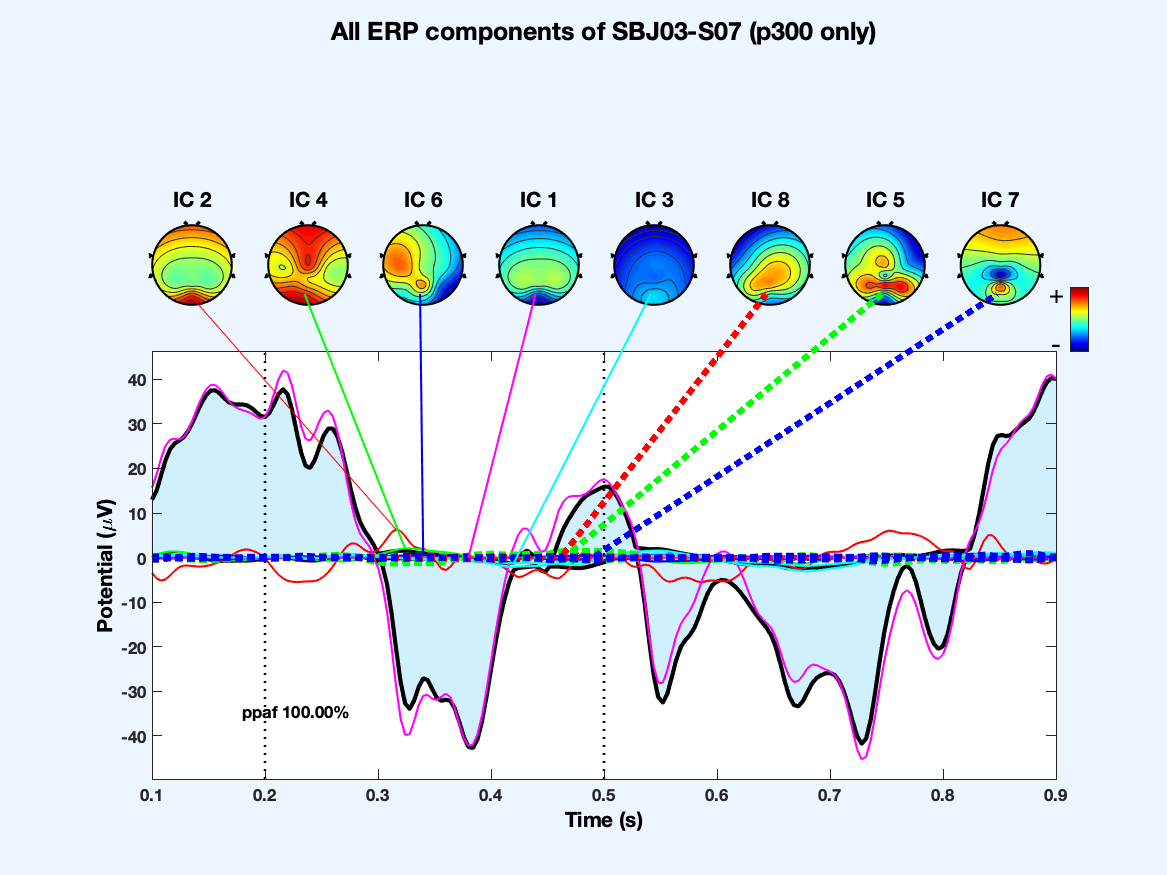 All ERP components of SBJ03-S07 (p300 only)
IC 2 IC 4 IC 6 IC 1 IC 3 IC 8 IC 5 IC 7
+
-
40
30
20
10
0
-10
-20
-30
-40
Potential (μV)
ppaf 100.00%
0.1 0.2 0.3 0.4 0.5 0.6 0.7 0.8 0.9
Time (s)